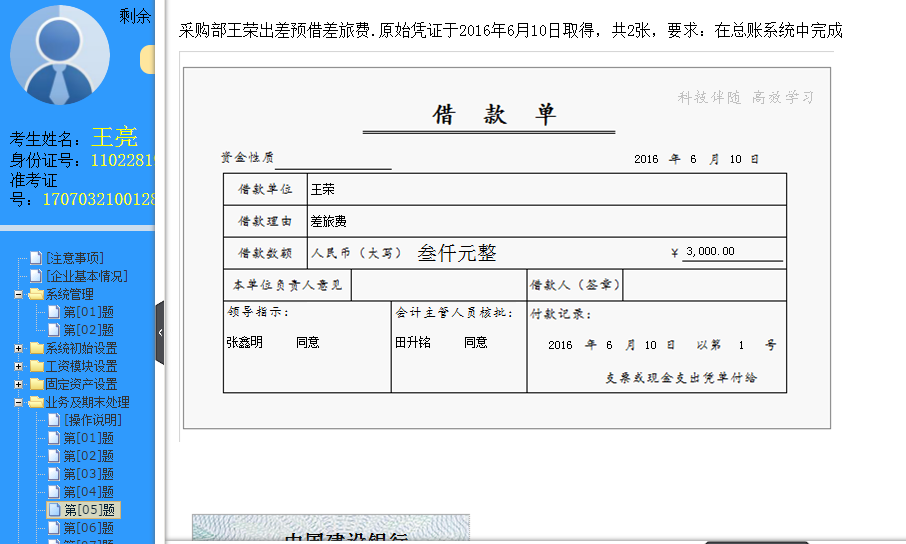 剩余
考生姓名：王亮
身份证号：11022819
准考证
号：1707032100128
[注意事项]
[企业基本情况]
系统管理
第[01]题
第[02]题
系统初始设置
工资模块设置
固定资产设置
业务及期末处理
[操作说明]
第[01]题
第[02]题
第[03]题
第[04]题
第[05]题
第[06]题
第[07]题
采购部王荣出差预借差旅费.原始凭证于2016年6月10日取得，共2张，要求：在总账系统中完成
科技伴随 高效学习
借 款 单
资金性质
2016 年 6 月 10 日
借款单位 王荣
借款理由 差旅费
借款数额 人民币（大写） 叁仟元整 ¥ 3,000.00
本单位负责人意见 借款人（签章）
领导指示： 会计主管人员核批： 付款记录：
张鑫明 同意 田升铭 同意 2016 年 6 月 10 日 以第 1 号
支票或现金支出凭单付给
中国建设银行